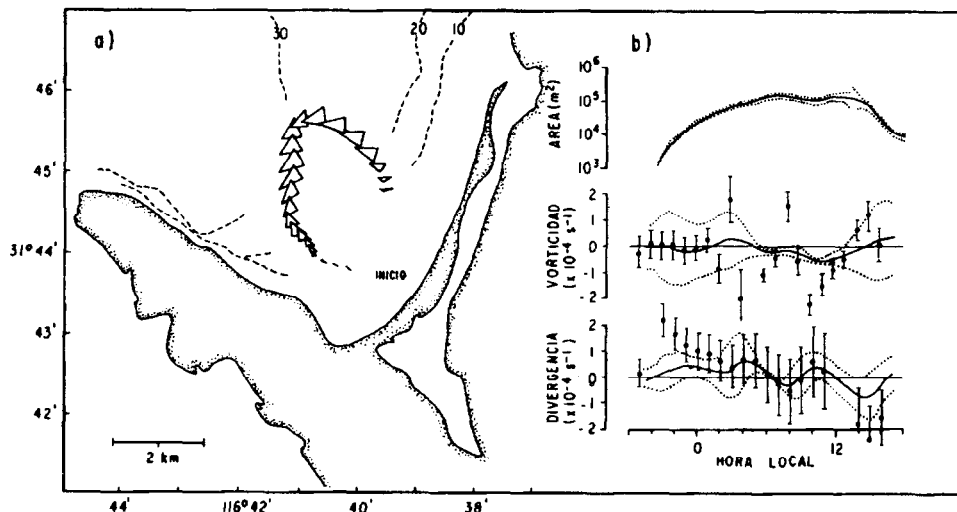 a)
30
20
10
46'
45'
31° 44'
43'
42'
INICIO
2 km
44'
116° 42'
40'
38'
b)
AREA (m²)
10⁶
10⁵
10⁴
10³
VORTICIDAD
(x 10⁻⁴ s⁻¹)
2
1
0
-1
-2
DIVERGENCIA
(x 10⁻⁴ s⁻¹)
2
1
0
-1
-2
0
12
HORA LOCAL